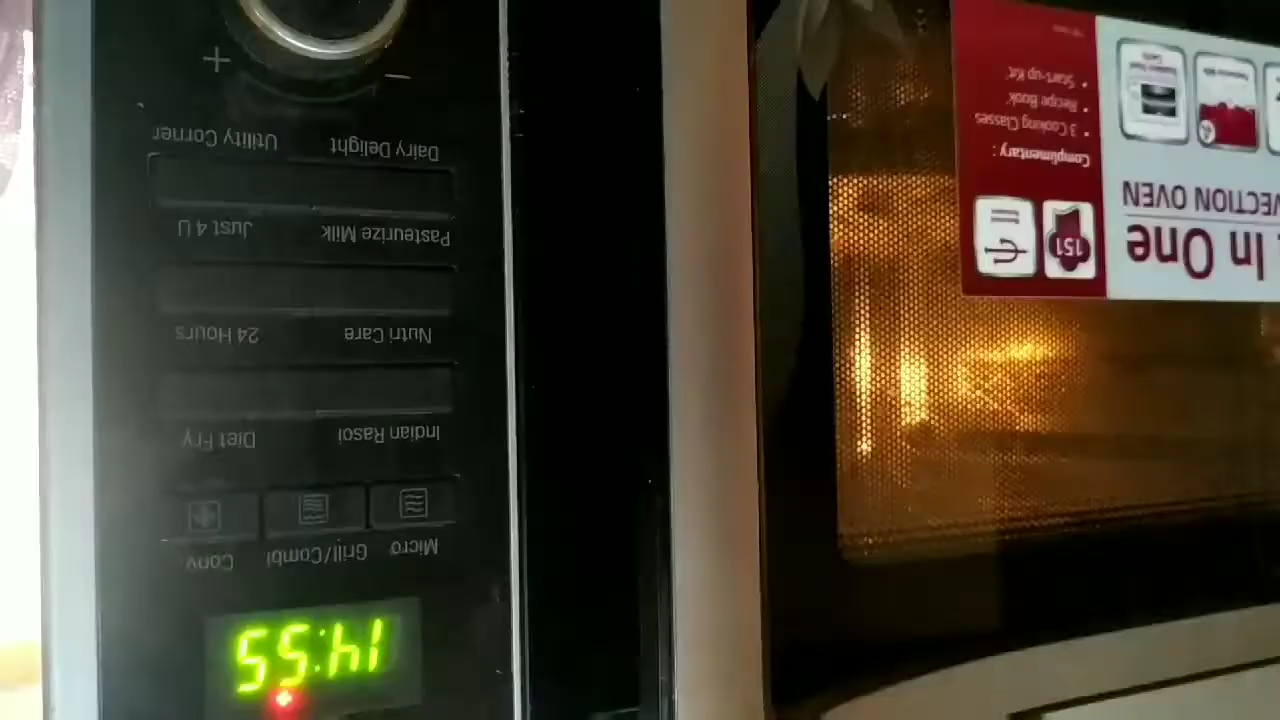 In One
VECTION OVEN
151
Complimentary :
• 3 Cooking Classes
• Recipe Book
• Start-up Kit*
14:55
Micro Grill/Combi Conv
Indian Rasoi Diet Fry
Nutri Care 24 Hours
Pasteurize Milk Just 4 U
Dairy Delight Utility Corner
− +